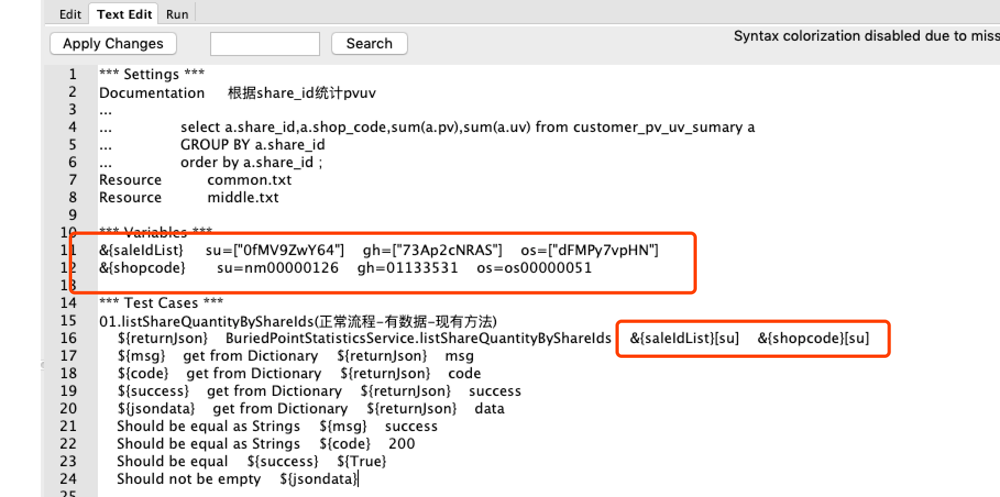 Edit Text Edit Run
Apply Changes Search Syntax colorization disabled due to miss
1 *** Settings ***
2 Documentation 根据share_id统计pvuv
3 ...
4 ... select a.share_id,a.shop_code,sum(a.pv),sum(a.uv) from customer_pv_uv_sumary a
5 ... GROUP BY a.share_id
6 ... order by a.share_id ;
7 Resource common.txt
8 Resource middle.txt
9
10 *** Variables ***
11 &{saleIdList} su=["0fMV9ZwY64"] gh=["73Ap2cNRAS"] os=["dFMPy7vpHN"]
12 &{shopcode} su=nm00000126 gh=01133531 os=os00000051
13
14 *** Test Cases ***
15 01.listShareQuantityByShareIds(正常流程-有数据-现有方法)
16 ${returnJson} BuriedPointStatisticsService.listShareQuantityByShareIds &{saleIdList}[su] &{shopcode}[su]
17 ${msg} get from Dictionary ${returnJson} msg
18 ${code} get from Dictionary ${returnJson} code
19 ${success} get from Dictionary ${returnJson} success
20 ${jsondata} get from Dictionary ${returnJson} data
21 Should be equal as Strings ${msg} success
22 Should be equal as Strings ${code} 200
23 Should be equal ${success} ${True}
24 Should not be empty ${jsondata}
25